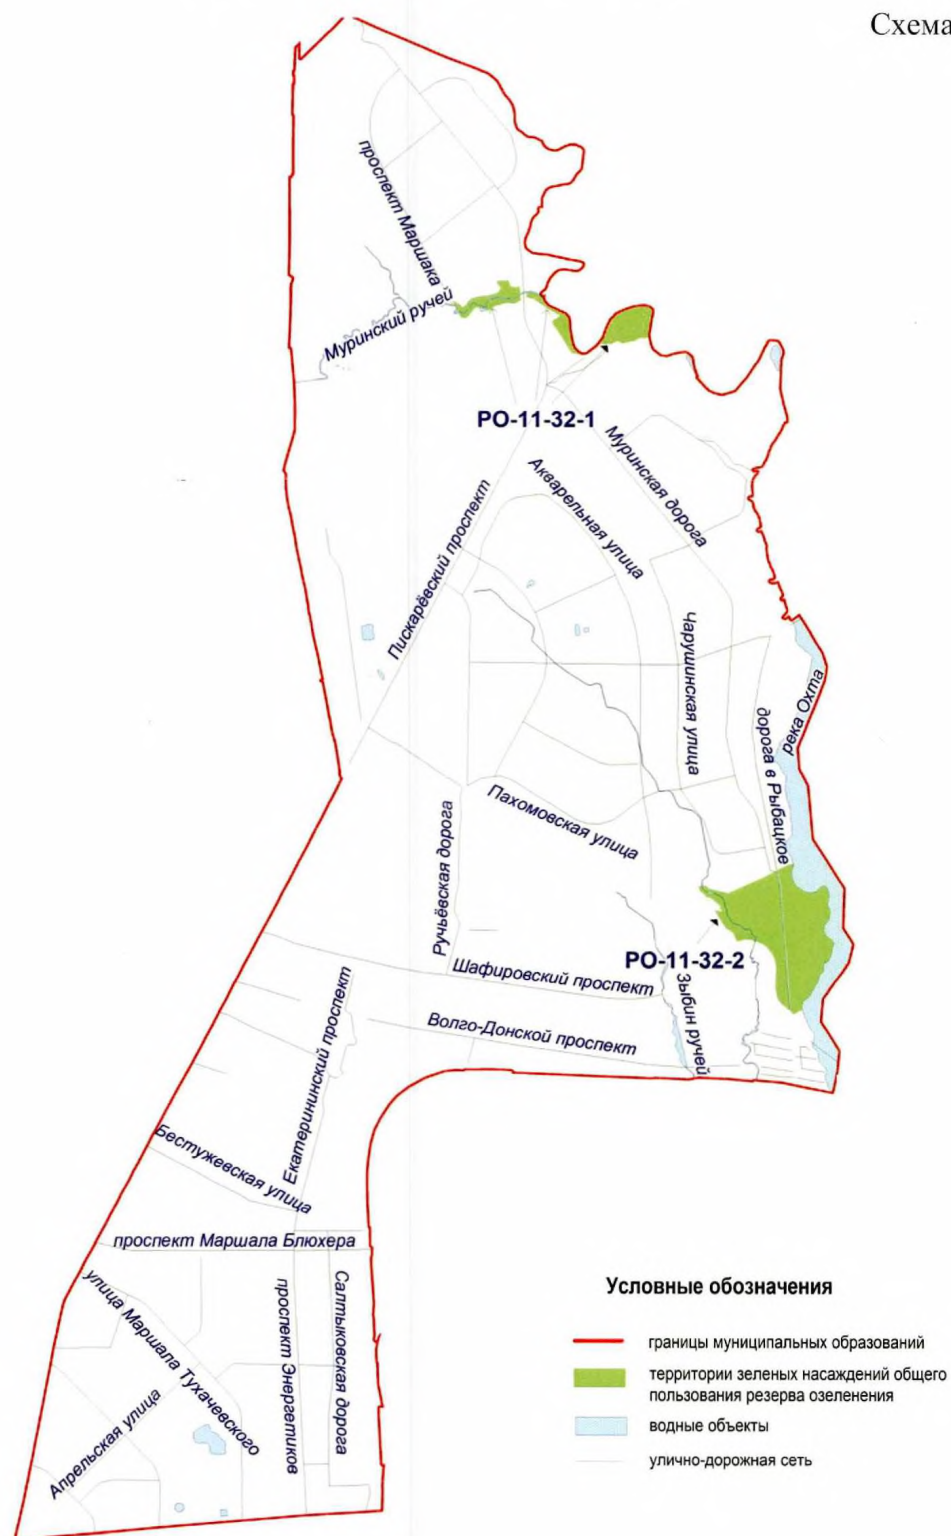 Схема
проспект Маршака
Муринский ручей
РО-11-32-1
Муринская дорога
Акварельная улица
Пискарёвский проспект
Чарушинская улица
река Охта
дорога в Рыбацкое
Пахомовская улица
Ручьёвская дорога
РО-11-32-2
Шафировский проспект
Зыбин ручей
Волго-Донской проспект
Екатерининский проспект
Бестужевская улица
проспект Маршала Блюхера
улица Маршала Тухачевского
проспект Энергетиков
Салтыковская дорога
Апрельская улица
Условные обозначения
границы муниципальных образований
территории зеленых насаждений общего
пользования резерва озеленения
водные объекты
улично-дорожная сеть